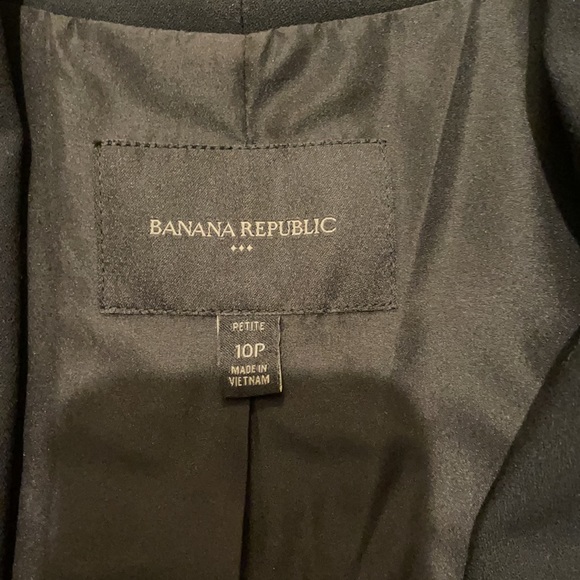 BANANA REPUBLIC
PETITE
10P
MADE IN
VIETNAM